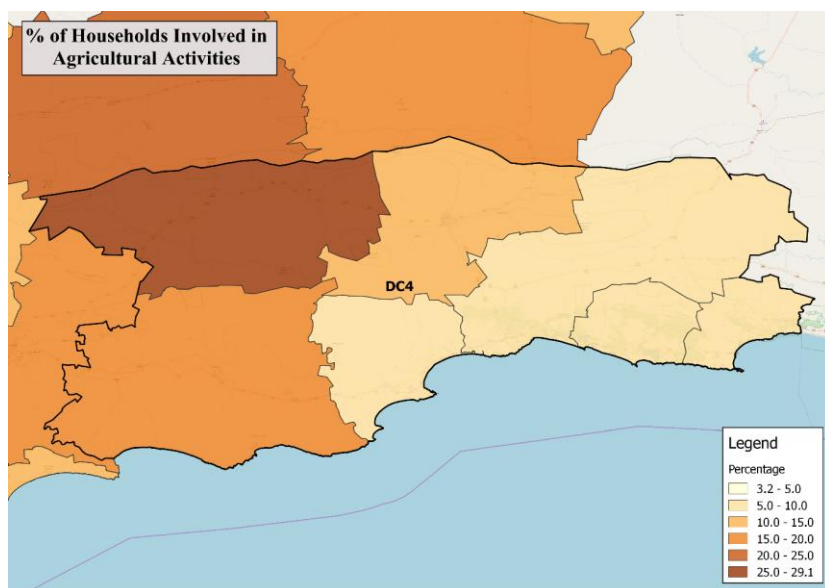 % of Households Involved in
Agricultural Activities
DC4
Legend
Percentage
3.2 - 5.0
5.0 - 10.0
10.0 - 15.0
15.0 - 20.0
20.0 - 25.0
25.0 - 29.1